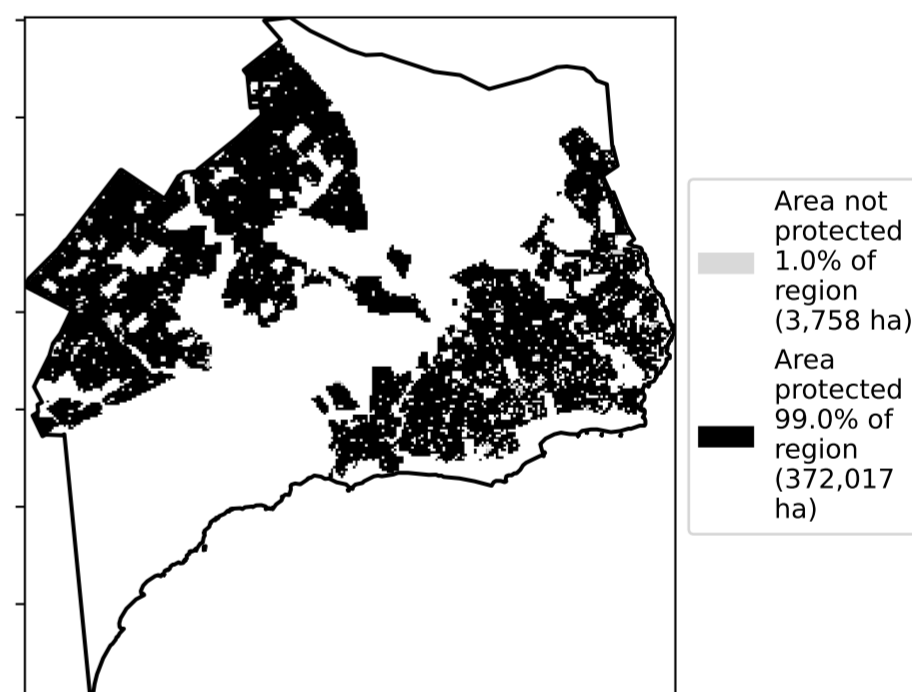 Area not
protected
1.0% of
region
(3,758 ha)
Area
protected
99.0% of
region
(372,017
ha)